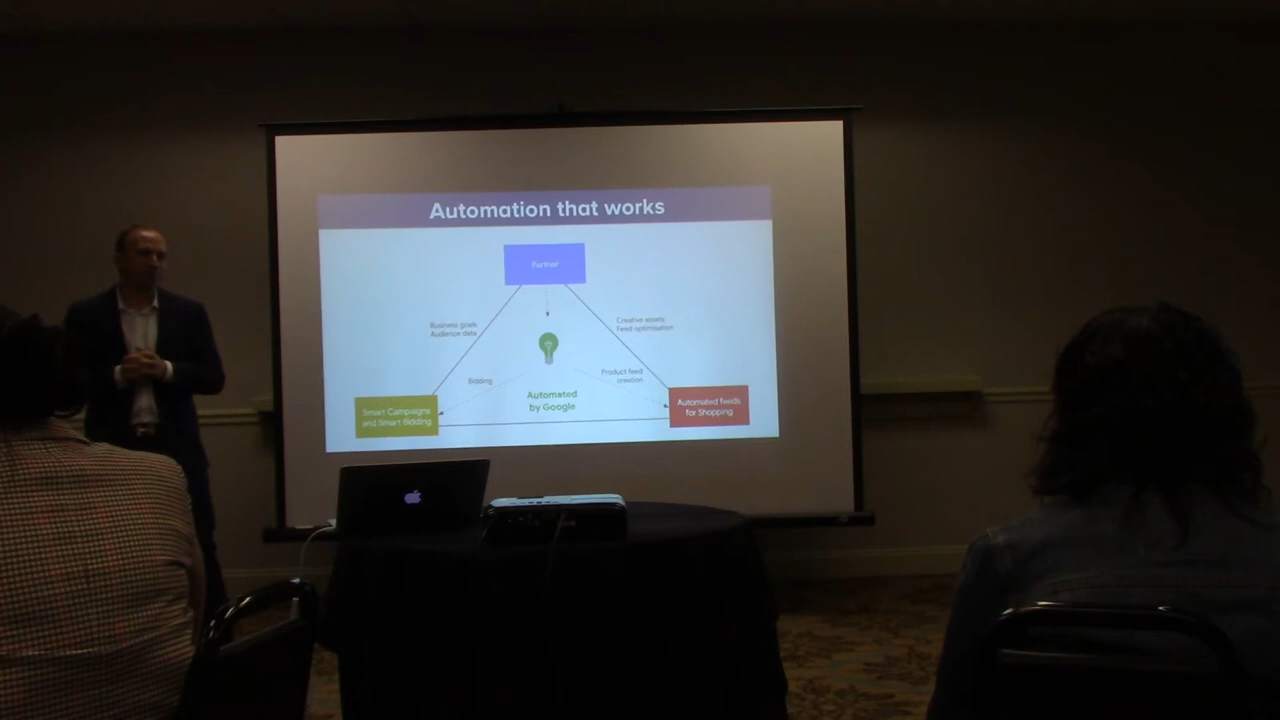 Automation that works
Partner
Business goals
Audience data
Creative assets
Feed optimisation
Bidding
Product feed
creation
Automated
by Google
Smart Campaigns
and Smart Bidding
Automated feeds
for Shopping